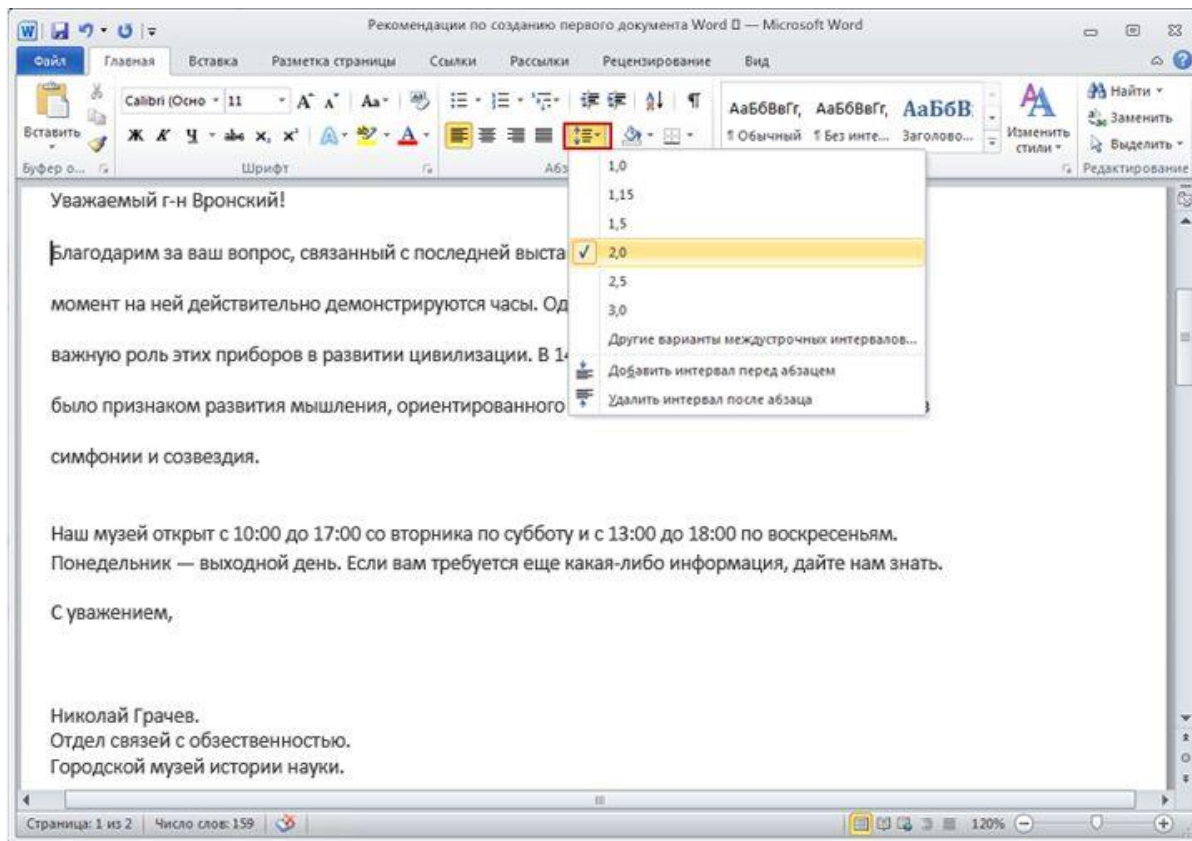 Рекомендации по созданию первого документа Word — Microsoft Word
Файл Главная Вставка Разметка страницы Ссылки Рассылки Рецензирование Вид
Calibri (Осно 11 Aa
АаБбВвГг, АаБбВвГг, АаБбВ
Найти
Заменить
Вставить
Ж К Ч abc x, x²
¶ Обычный ¶ Без инте... Заголово...
Изменить стили
Выделить
Буфер о... Шрифт Абз Редактирование
1,0
1,15
1,5
2,0
2,5
3,0
Другие варианты междустрочных интервалов...
Добавить интервал перед абзацем
Удалить интервал после абзаца
Уважаемый г-н Вронский!
Благодарим за ваш вопрос, связанный с последней выста
момент на ней действительно демонстрируются часы. Од
важную роль этих приборов в развитии цивилизации. В 14
было признаком развития мышления, ориентированного
симфонии и созвездия.
Наш музей открыт с 10:00 до 17:00 со вторника по субботу и с 13:00 до 18:00 по воскресеньям.
Понедельник — выходной день. Если вам требуется еще какая-либо информация, дайте нам знать.
С уважением,
Николай Грачев.
Отдел связей с обзественностью.
Городской музей истории науки.
Страница: 1 из 2 Число слов: 159 120%